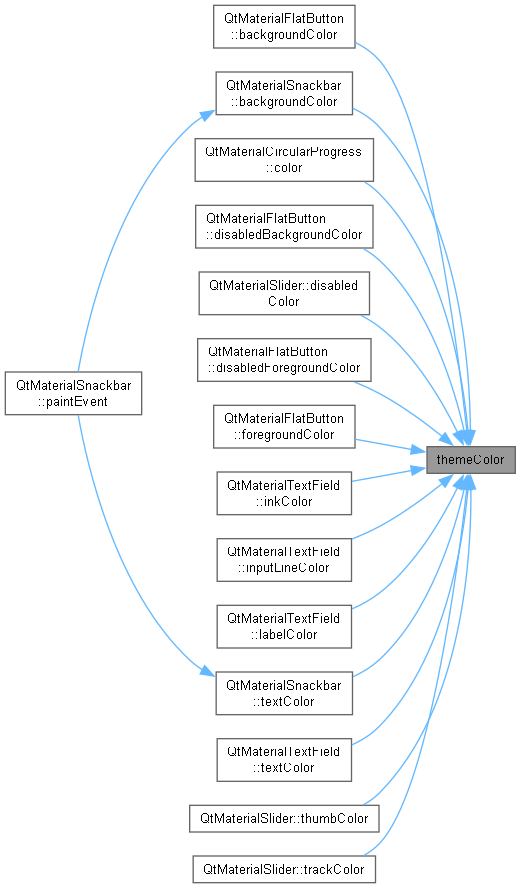 QtMaterialFlatButton
::backgroundColor
QtMaterialSnackbar
::backgroundColor
QtMaterialCircularProgress
::color
QtMaterialFlatButton
::disabledBackgroundColor
QtMaterialSlider::disabled
Color
QtMaterialFlatButton
::disabledForegroundColor
QtMaterialSnackbar
::paintEvent
QtMaterialFlatButton
::foregroundColor
themeColor
QtMaterialTextField
::inkColor
QtMaterialTextField
::inputLineColor
QtMaterialTextField
::labelColor
QtMaterialSnackbar
::textColor
QtMaterialTextField
::textColor
QtMaterialSlider::thumbColor
QtMaterialSlider::trackColor